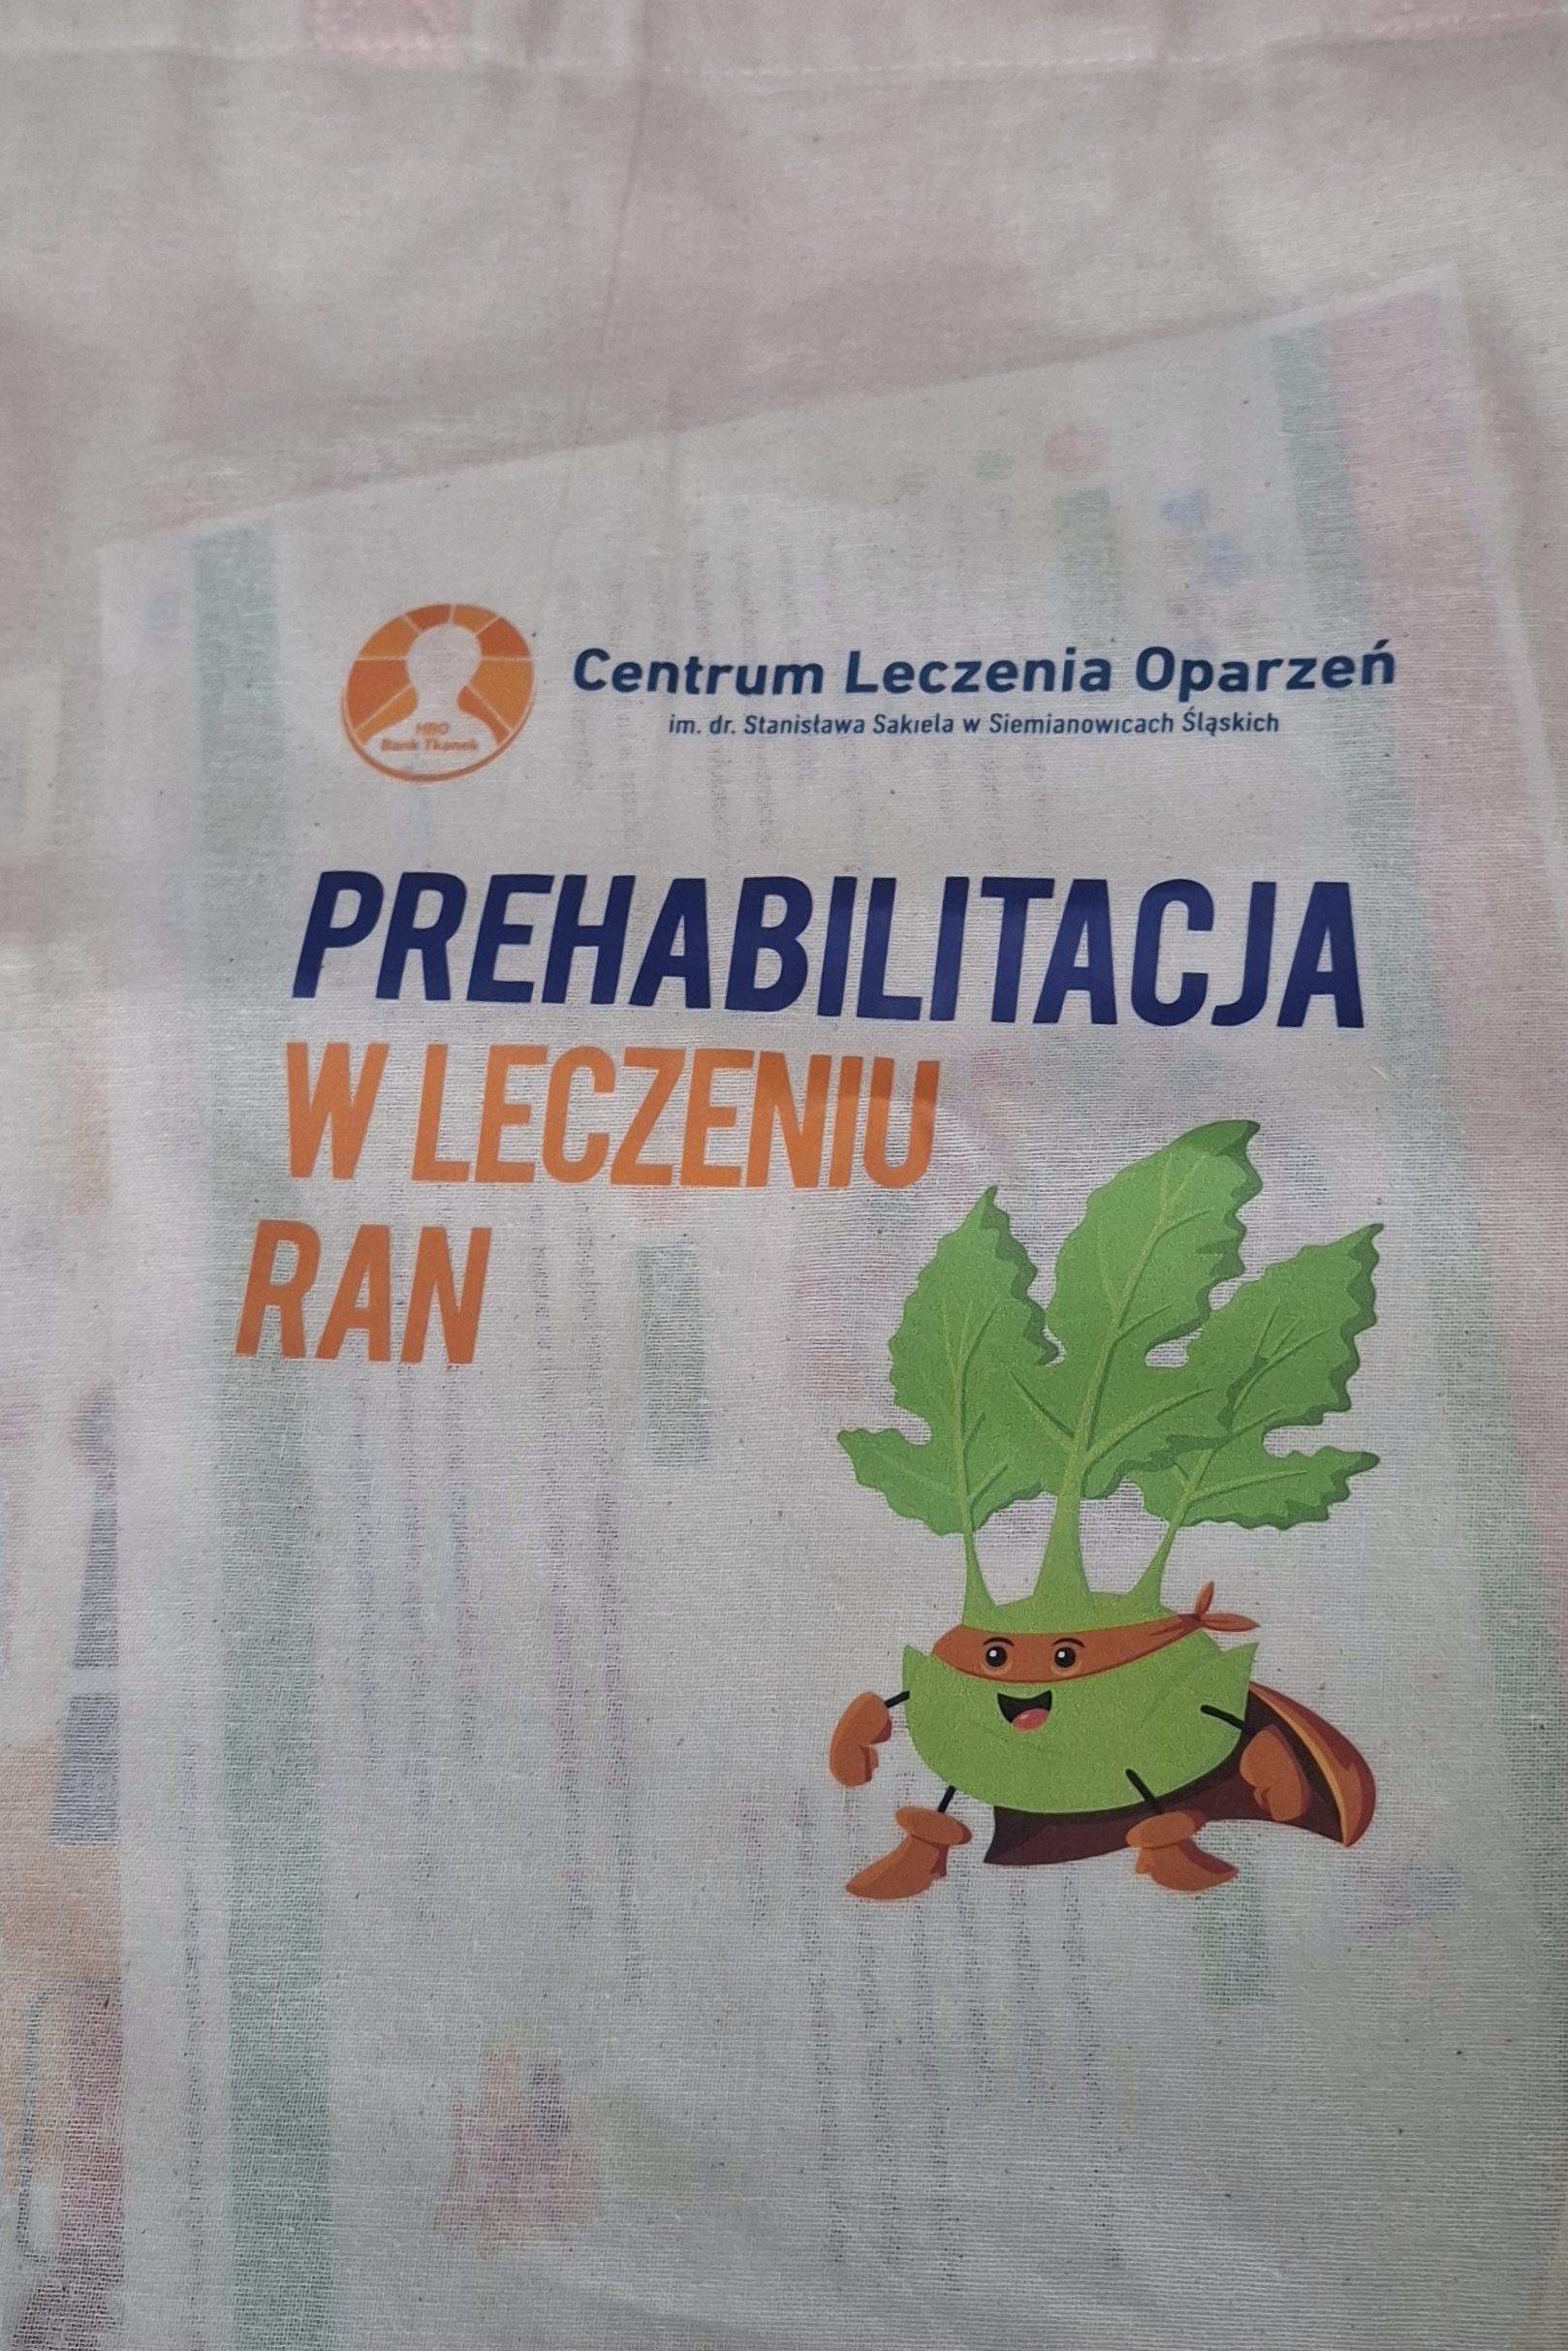 HBO
Bank Tkanek
Centrum Leczenia Oparzeń
im. dr. Stanisława Sakiela w Siemianowicach Śląskich
PREHABILITACJA
W LECZENIU
RAN